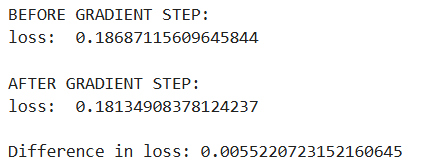 BEFORE GRADIENT STEP:
loss:  0.18687115609645844

AFTER GRADIENT STEP:
loss:  0.18134908378124237

Difference in loss: 0.0055220723152160645